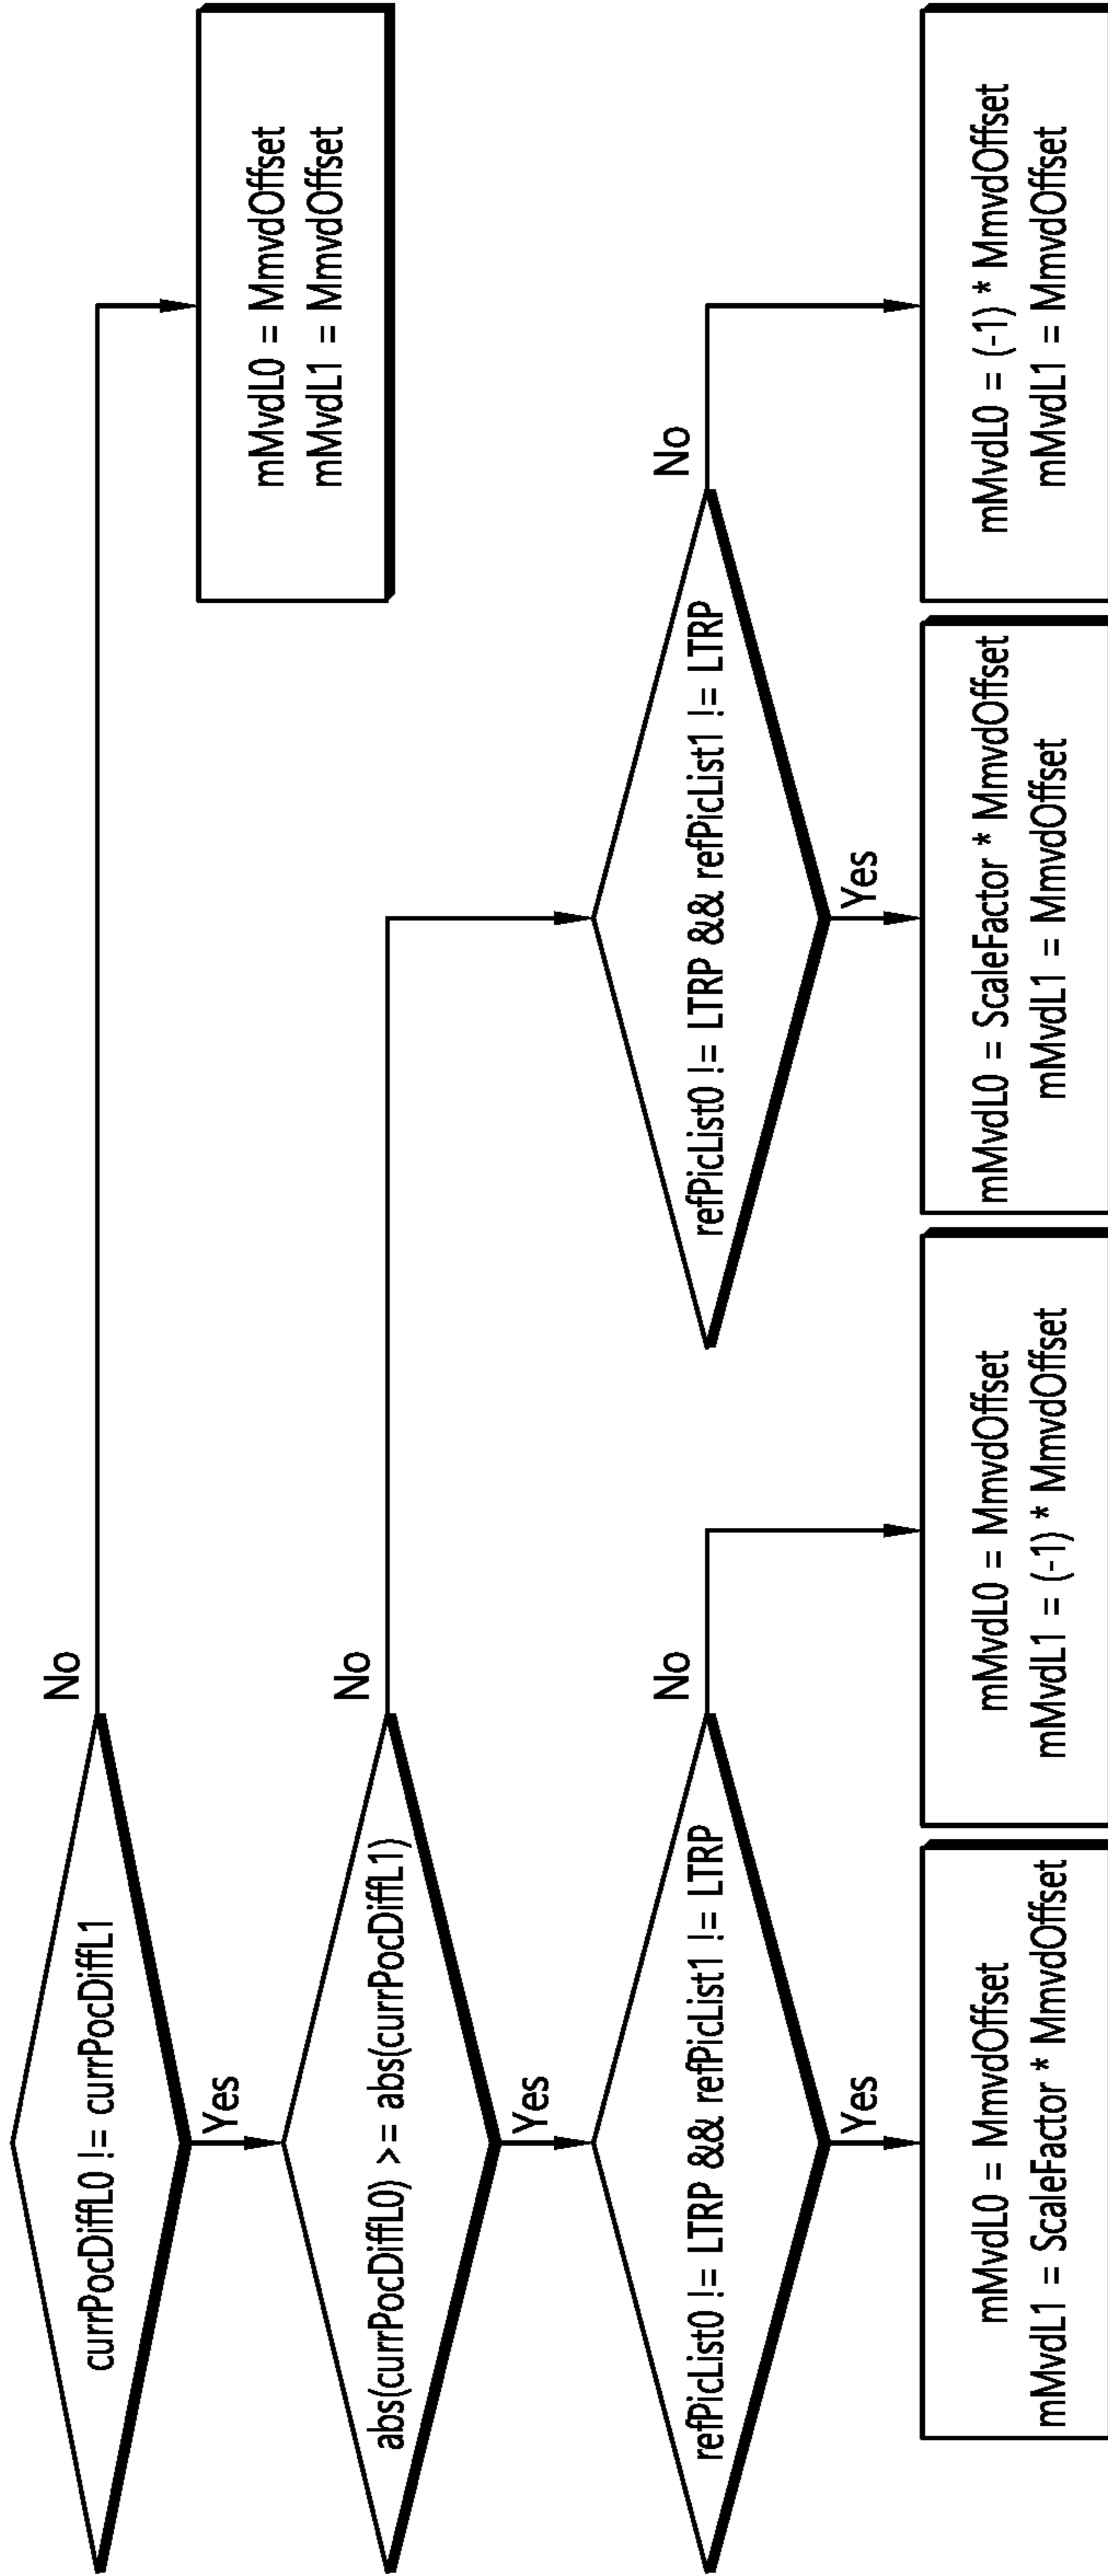 currPocDiffL0 != currPocDiffL1
No
Yes
mMvdL0 = MmvdOffset
mMvdL1 = MmvdOffset
abs(currPocDiffL0) >= abs(currPocDiffL1)
No
Yes
refPicList0 != LTRP && refPicList1 != LTRP
No
Yes
refPicList0 != LTRP && refPicList1 != LTRP
No
Yes
mMvdL0 = MmvdOffset
mMvdL1 = ScaleFactor * MmvdOffset
mMvdL0 = MmvdOffset
mMvdL1 = (-1) * MmvdOffset
mMvdL0 = ScaleFactor * MmvdOffset
mMvdL1 = MmvdOffset
mMvdL0 = (-1) * MmvdOffset
mMvdL1 = MmvdOffset